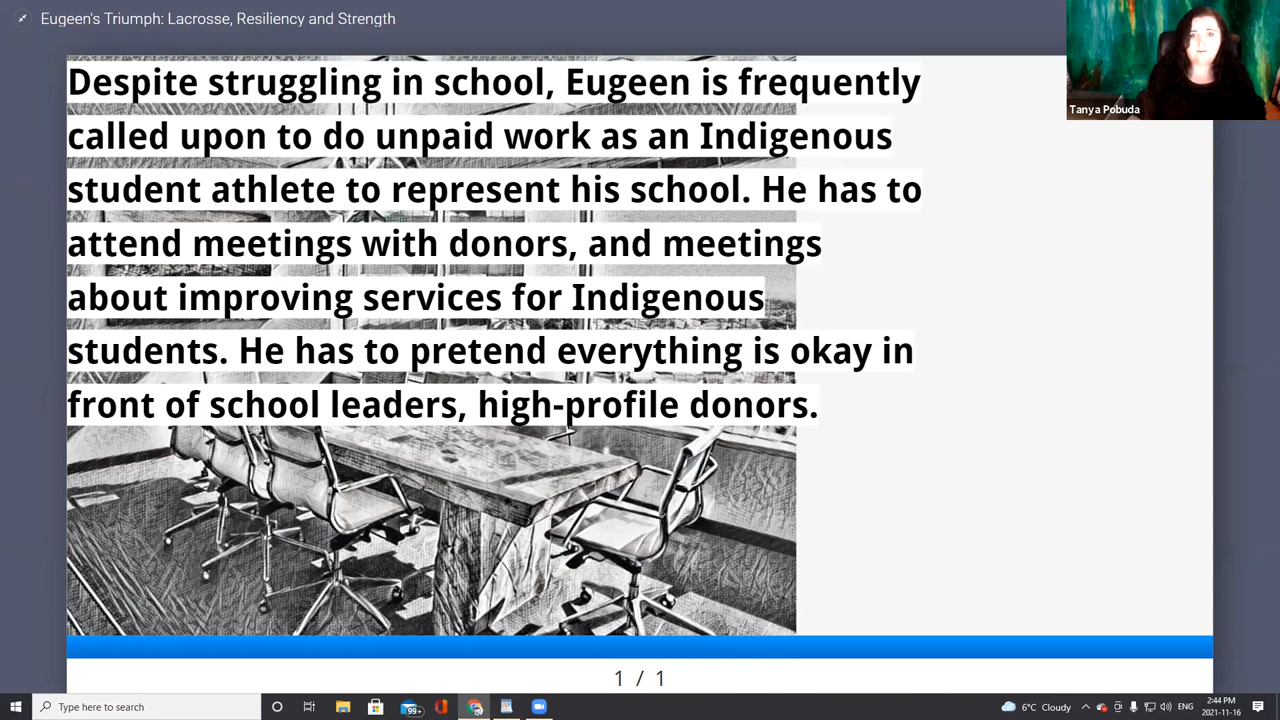 Eugeen's Triumph: Lacrosse, Resiliency and Strength
Tanya Pobuda
Despite struggling in school, Eugeen is frequently
called upon to do unpaid work as an Indigenous
student athlete to represent his school. He has to
attend meetings with donors, and meetings
about improving services for Indigenous
students. He has to pretend everything is okay in
front of school leaders, high-profile donors.
1 / 1
Type here to search
99+
6°C Cloudy
ENG
2:44 PM
2021-11-16